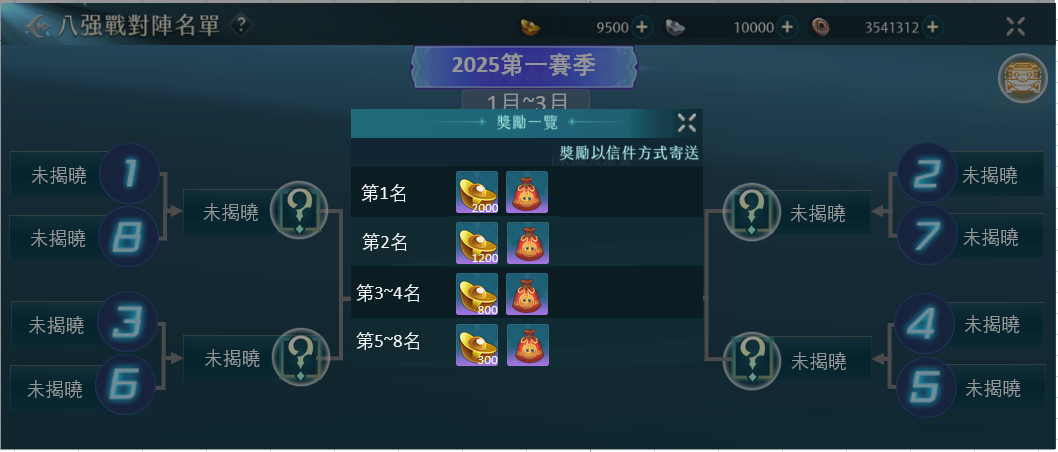 八强戰對陣名單 ? 9500 + 10000 + 3541312 +
2025第一賽季
1月~3月
獎勵一覽
獎勵以信件方式寄送
第1名 2000
第2名 1200
第3~4名 800
第5~8名 300
未揭曉 1
未揭曉 8
未揭曉
未揭曉 3
未揭曉 6
未揭曉
2 未揭曉
7 未揭曉
未揭曉
4 未揭曉
5 未揭曉
未揭曉